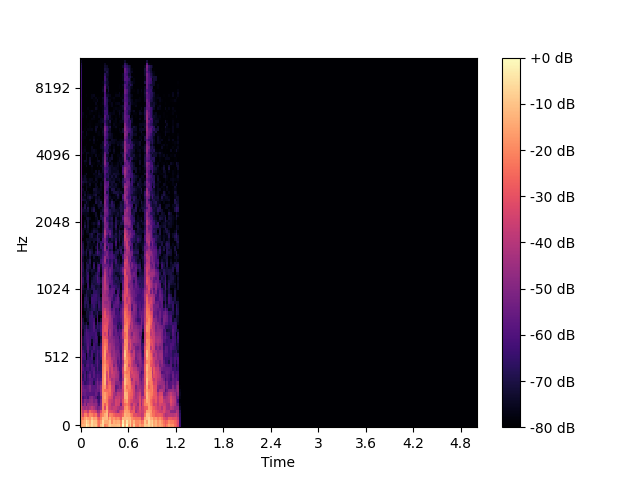 8192
4096
2048
1024
512
0
Hz
0 0.6 1.2 1.8 2.4 3 3.6 4.2 4.8
Time
+0 dB
-10 dB
-20 dB
-30 dB
-40 dB
-50 dB
-60 dB
-70 dB
-80 dB